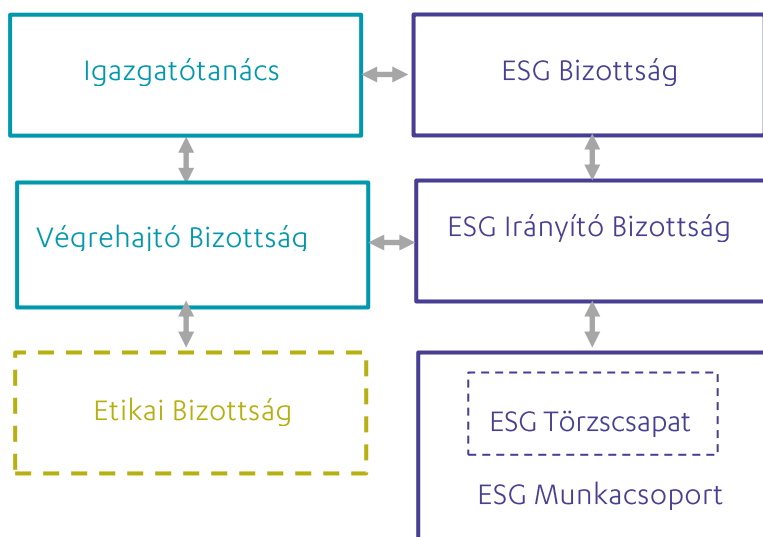 Igazgatótanács
ESG Bizottság
Végrehajtó Bizottság
ESG Irányító Bizottság
Etikai Bizottság
ESG Törzscsapat
ESG Munkacsoport